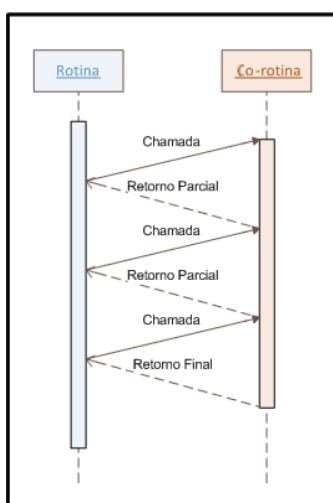 Rotina
Co-rotina
Chamada
Retorno Parcial
Chamada
Retorno Parcial
Chamada
Retorno Final